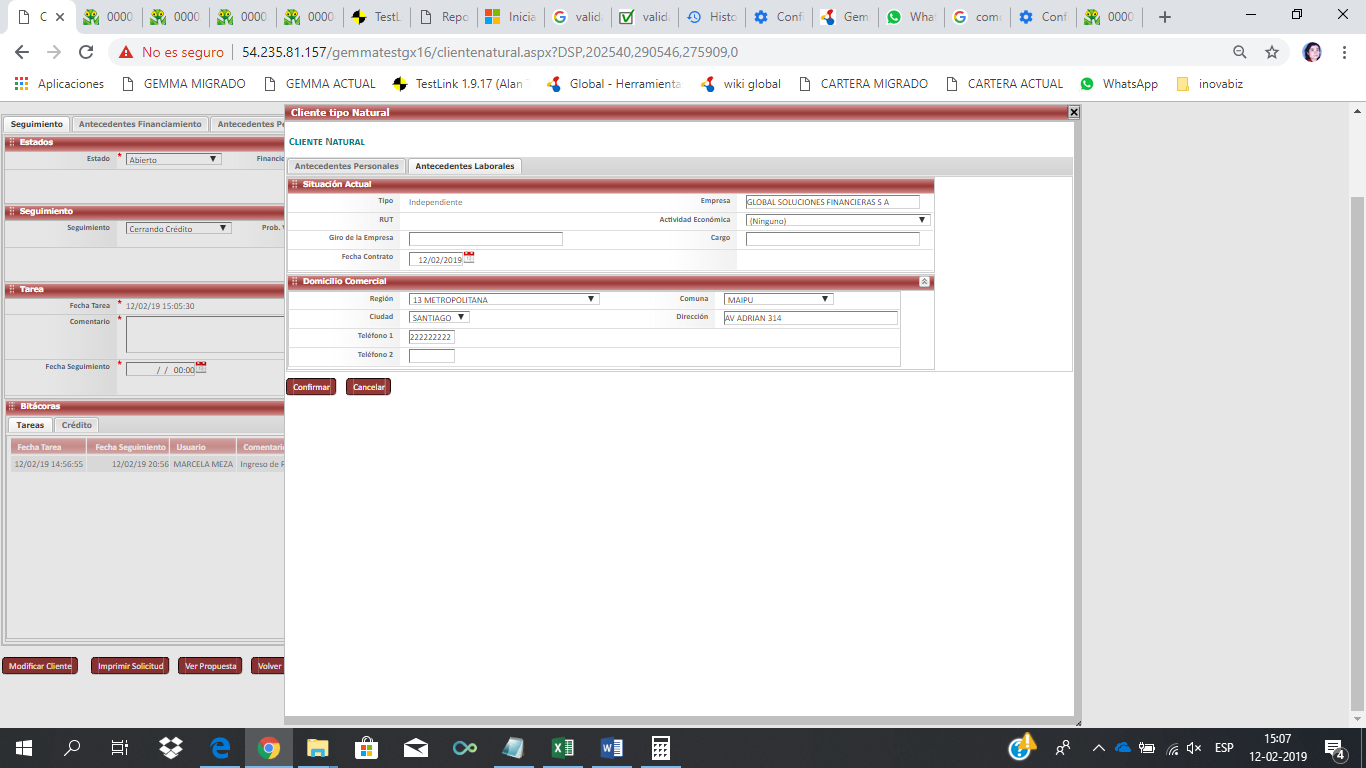 C
0000
0000
0000
0000
TestL
Repo
Inicia
valida
valida
Histo
Confi
Gem
Wha
como
Conf
0000
No es seguro
54.235.81.157/gemmatestgx16/clientenatural.aspx?DSP,202540,290546,275909,0
Aplicaciones
GEMMA MIGRADO
GEMMA ACTUAL
TestLink 1.9.17 (Alan
Global - Herramienta
wiki global
CARTERA MIGRADO
CARTERA ACTUAL
WhatsApp
inovabiz
Seguimiento
Antecedentes Financiamiento
Antecedentes Pe
Estados
Estado * Abierto
Financie
Seguimiento
Seguimiento Cerrando Crédito
Prob. V
Tarea
Fecha Tarea * 12/02/19 15:05:30
Comentario *
Fecha Seguimiento * / / 00:00
Bitácoras
Tareas
Crédito
Fecha Tarea
Fecha Seguimiento
Usuario
Comentario
12/02/19 14:56:55
12/02/19 20:56
MARCELA MEZA
Ingreso de P
Modificar Cliente
Imprimir Solicitud
Ver Propuesta
Volver
Cliente tipo Natural
CLIENTE NATURAL
Antecedentes Personales
Antecedentes Laborales
Situación Actual
Tipo Independiente
Empresa GLOBAL SOLUCIONES FINANCIERAS S A
RUT
Actividad Económica (Ninguno)
Giro de la Empresa
Cargo
Fecha Contrato 12/02/2019
Domicilio Comercial
Región 13 METROPOLITANA
Comuna MAIPU
Ciudad SANTIAGO
Dirección AV ADRIAN 314
Teléfono 1 222222222
Teléfono 2
Confirmar
Cancelar
ESP
15:07
12-02-2019
4